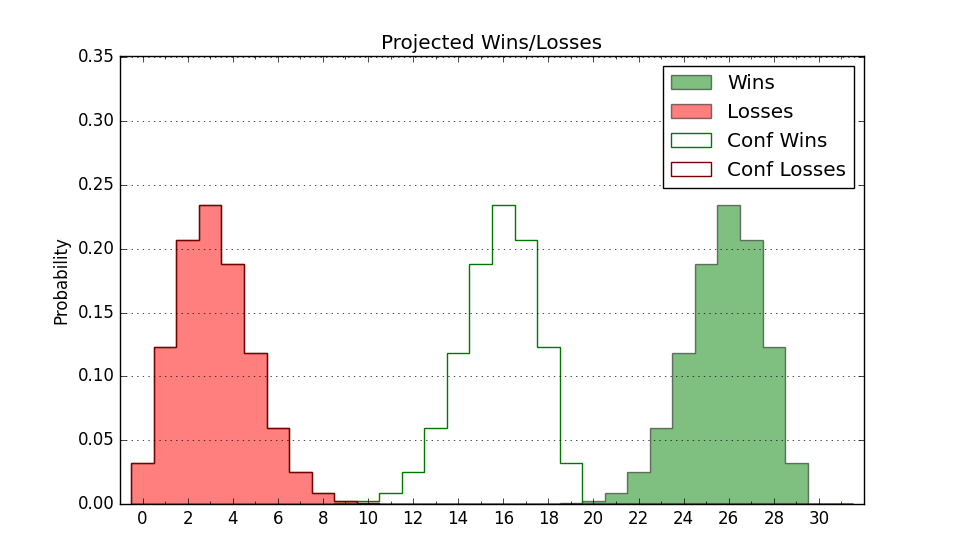 Projected Wins/Losses
0.35
0.30
0.25
0.20
0.15
0.10
0.05
0.00
Probability
Wins
Losses
Conf Wins
Conf Losses
0 2 4 6 8 10 12 14 16 18 20 22 24 26 28 30